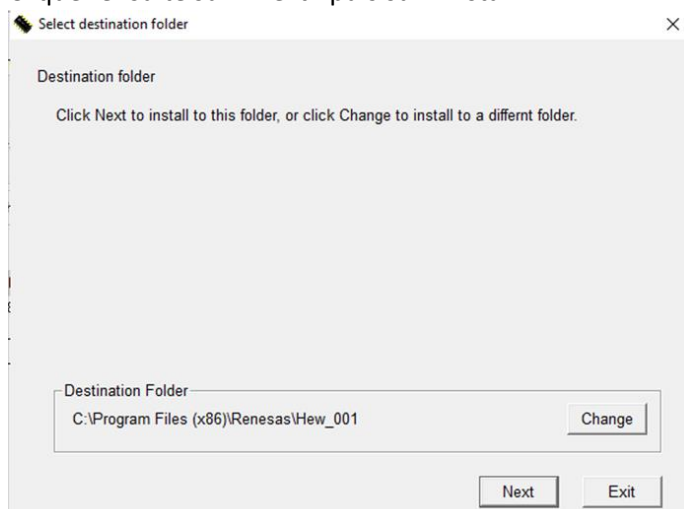 Select destination folder
Destination folder
Click Next to install to this folder, or click Change to install to a differnt folder.
Destination Folder
C:\Program Files (x86)\Renesas\Hew_001
Change
Next
Exit